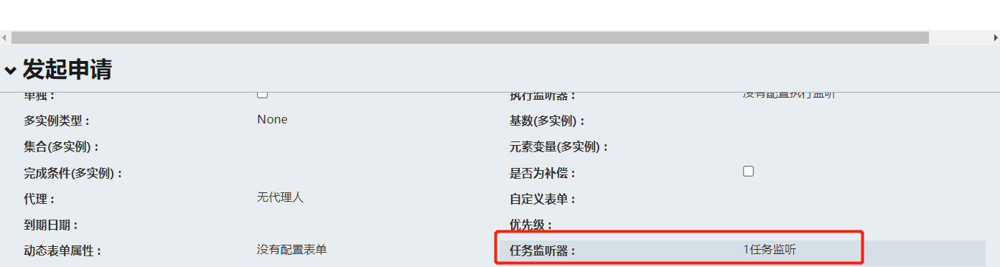 发起申请
单独： 执行监听器： 没有配置执行监听
多实例类型： None 基数(多实例)：
集合(多实例)： 元素变量(多实例)：
完成条件(多实例)： 是否为补偿：
代理： 无代理人 自定义表单：
到期日期： 优先级：
动态表单属性： 没有配置表单 任务监听器： 1任务监听